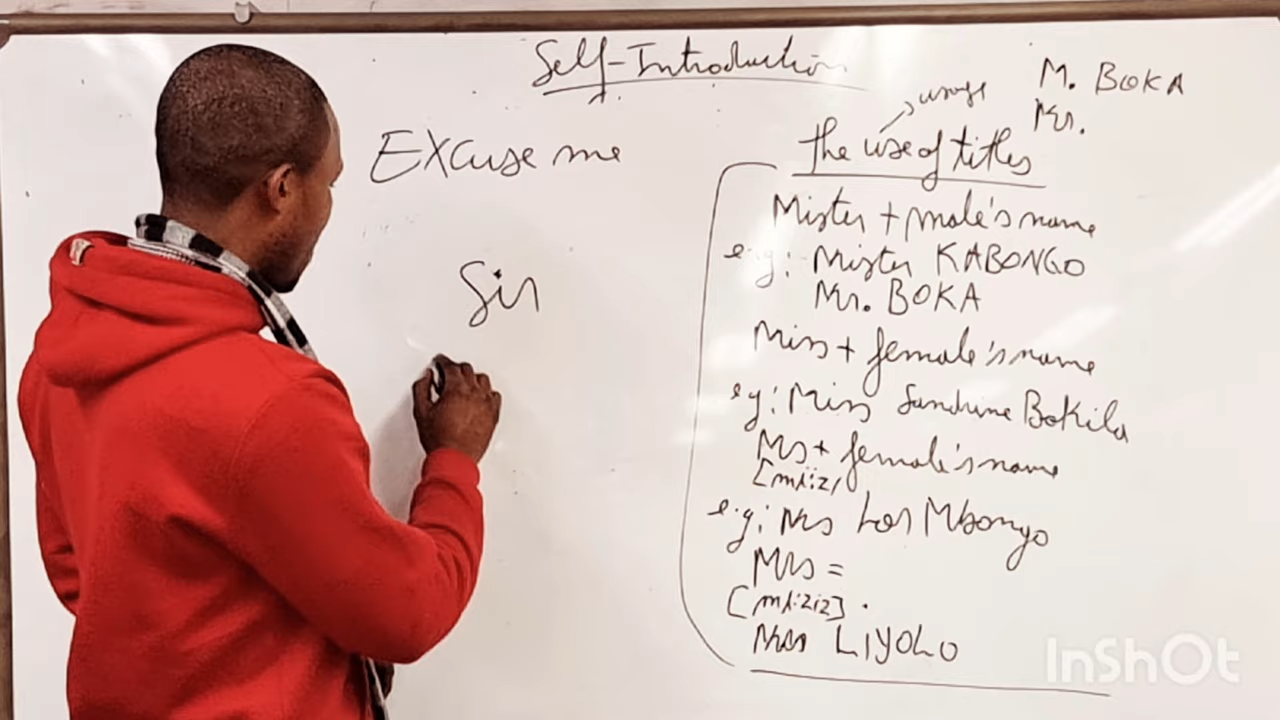 Self-Introduction
Excuse me
Sir
M. BOKA
Mr.
usage
the use of titles
Mister + male's name
e.g: Mister KABONGO
Mr. BOKA
Miss + female's name
e.g: Miss Sandrine Bokila
Ms + female's name
e.g: Ms Mbongo
Mrs =
Mrs LIYOLO
InShOt